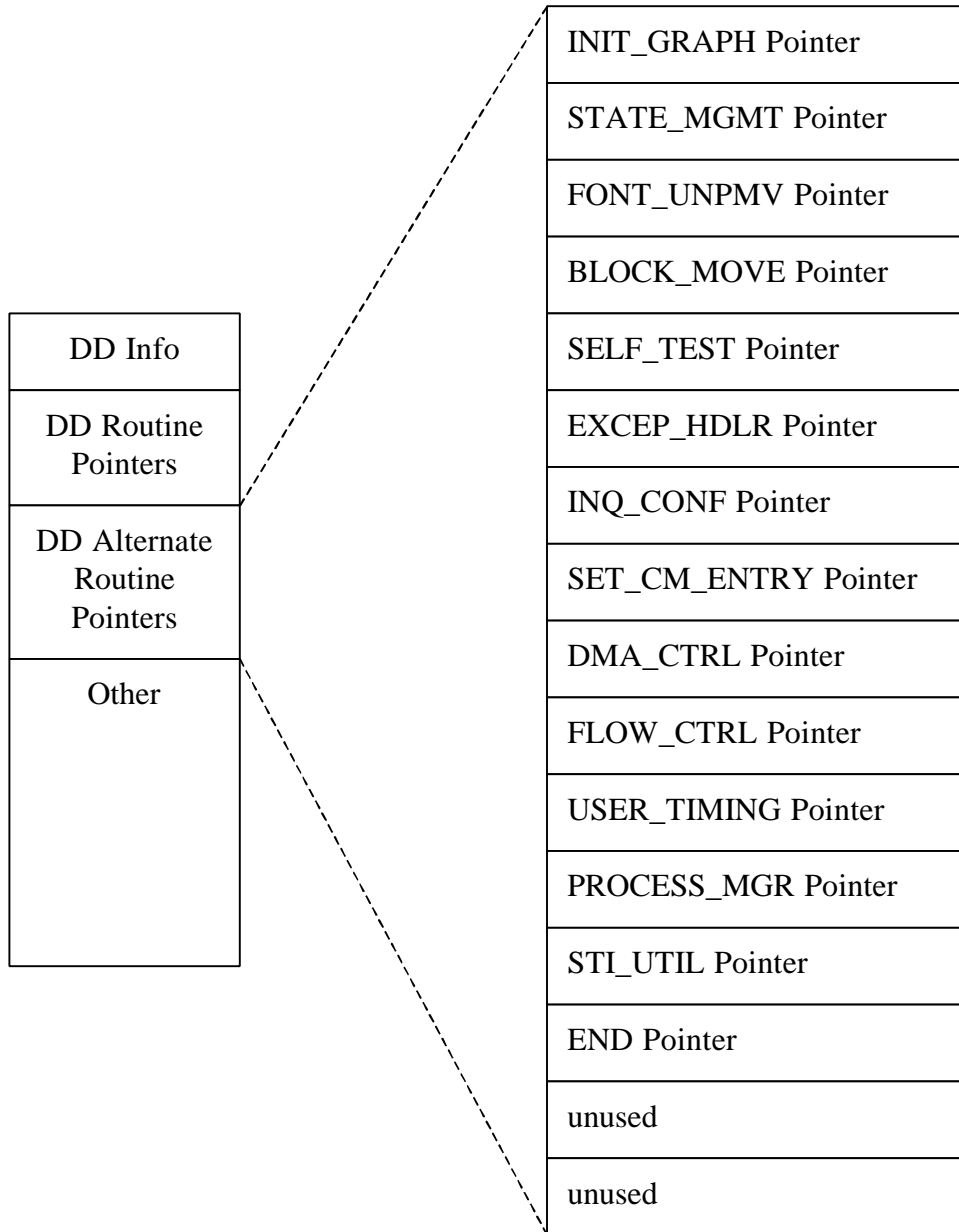 DD Info
DD Routine
Pointers
DD Alternate
Routine
Pointers
Other
INIT_GRAPH Pointer
STATE_MGMT Pointer
FONT_UNPMV Pointer
BLOCK_MOVE Pointer
SELF_TEST Pointer
EXCEP_HDLR Pointer
INQ_CONF Pointer
SET_CM_ENTRY Pointer
DMA_CTRL Pointer
FLOW_CTRL Pointer
USER_TIMING Pointer
PROCESS_MGR Pointer
STI_UTIL Pointer
END Pointer
unused
unused